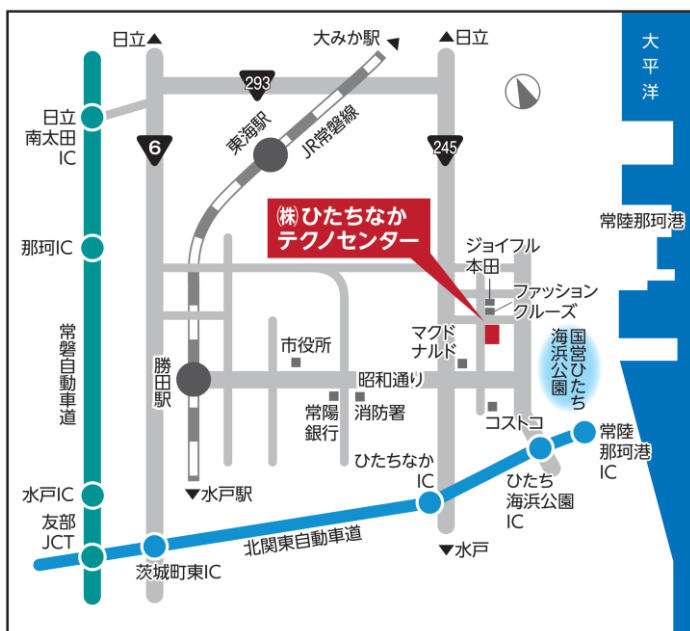 日立▲
大みか駅▲
▲日立
大平洋
293
日立
南太田
IC
6
東海駅
JR常磐線
245
㈱ひたちなか
テクノセンター
常陸那珂港
那珂IC
ジョイフル
本田
ファッション
クルーズ
常磐自動車道
市役所
マクド
ナルド
国営ひたち
海浜公園
勝田駅
昭和通り
常陽
銀行
消防署
コストコ
常陸
那珂港
IC
ひたちなか
IC
ひたち
海浜公園
IC
水戸IC
▼水戸駅
友部
JCT
北関東自動車道
▼水戸
茨城町東IC